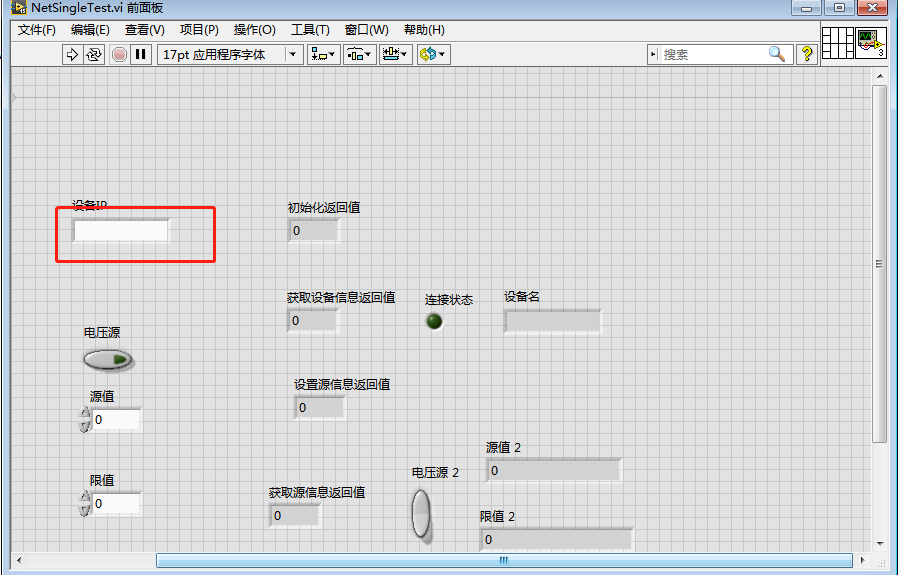 NetSingleTest.vi 前面板
文件(F) 编辑(E) 查看(V) 项目(P) 操作(O) 工具(T) 窗口(W) 帮助(H)
17pt 应用程序字体 搜索 ? 3
设备IP 初始化返回值
0
获取设备信息返回值 连接状态 设备名
0
电压源
设置源信息返回值
源值
0
0
源值 2
0
电压源 2
限值
获取源信息返回值
0
限值 2
0
0